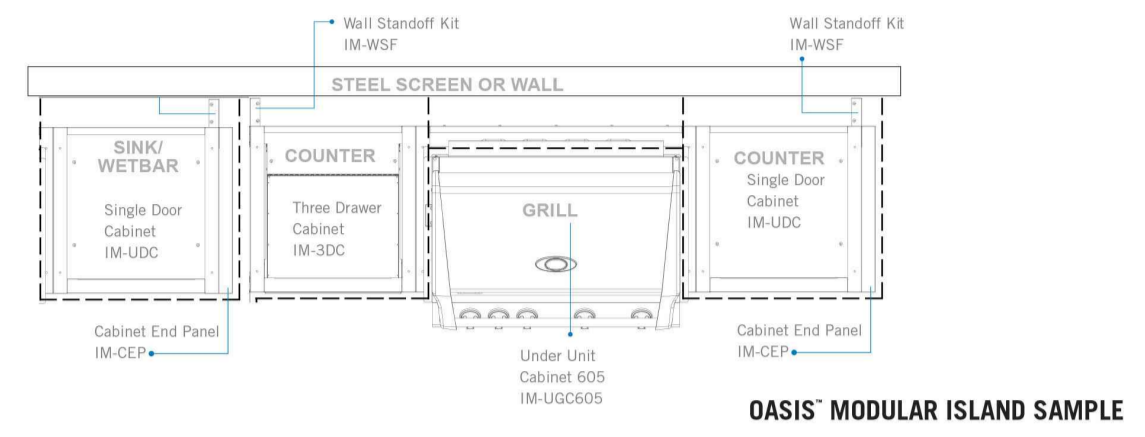 Wall Standoff Kit
IM-WSF
Wall Standoff Kit
IM-WSF
STEEL SCREEN OR WALL
SINK/
WETBAR
Single Door
Cabinet
IM-UDC
COUNTER
Three Drawer
Cabinet
IM-3DC
GRILL
COUNTER
Single Door
Cabinet
IM-UDC
Cabinet End Panel
IM-CEP
Under Unit
Cabinet 605
IM-UGC605
Cabinet End Panel
IM-CEP
OASIS™ MODULAR ISLAND SAMPLE